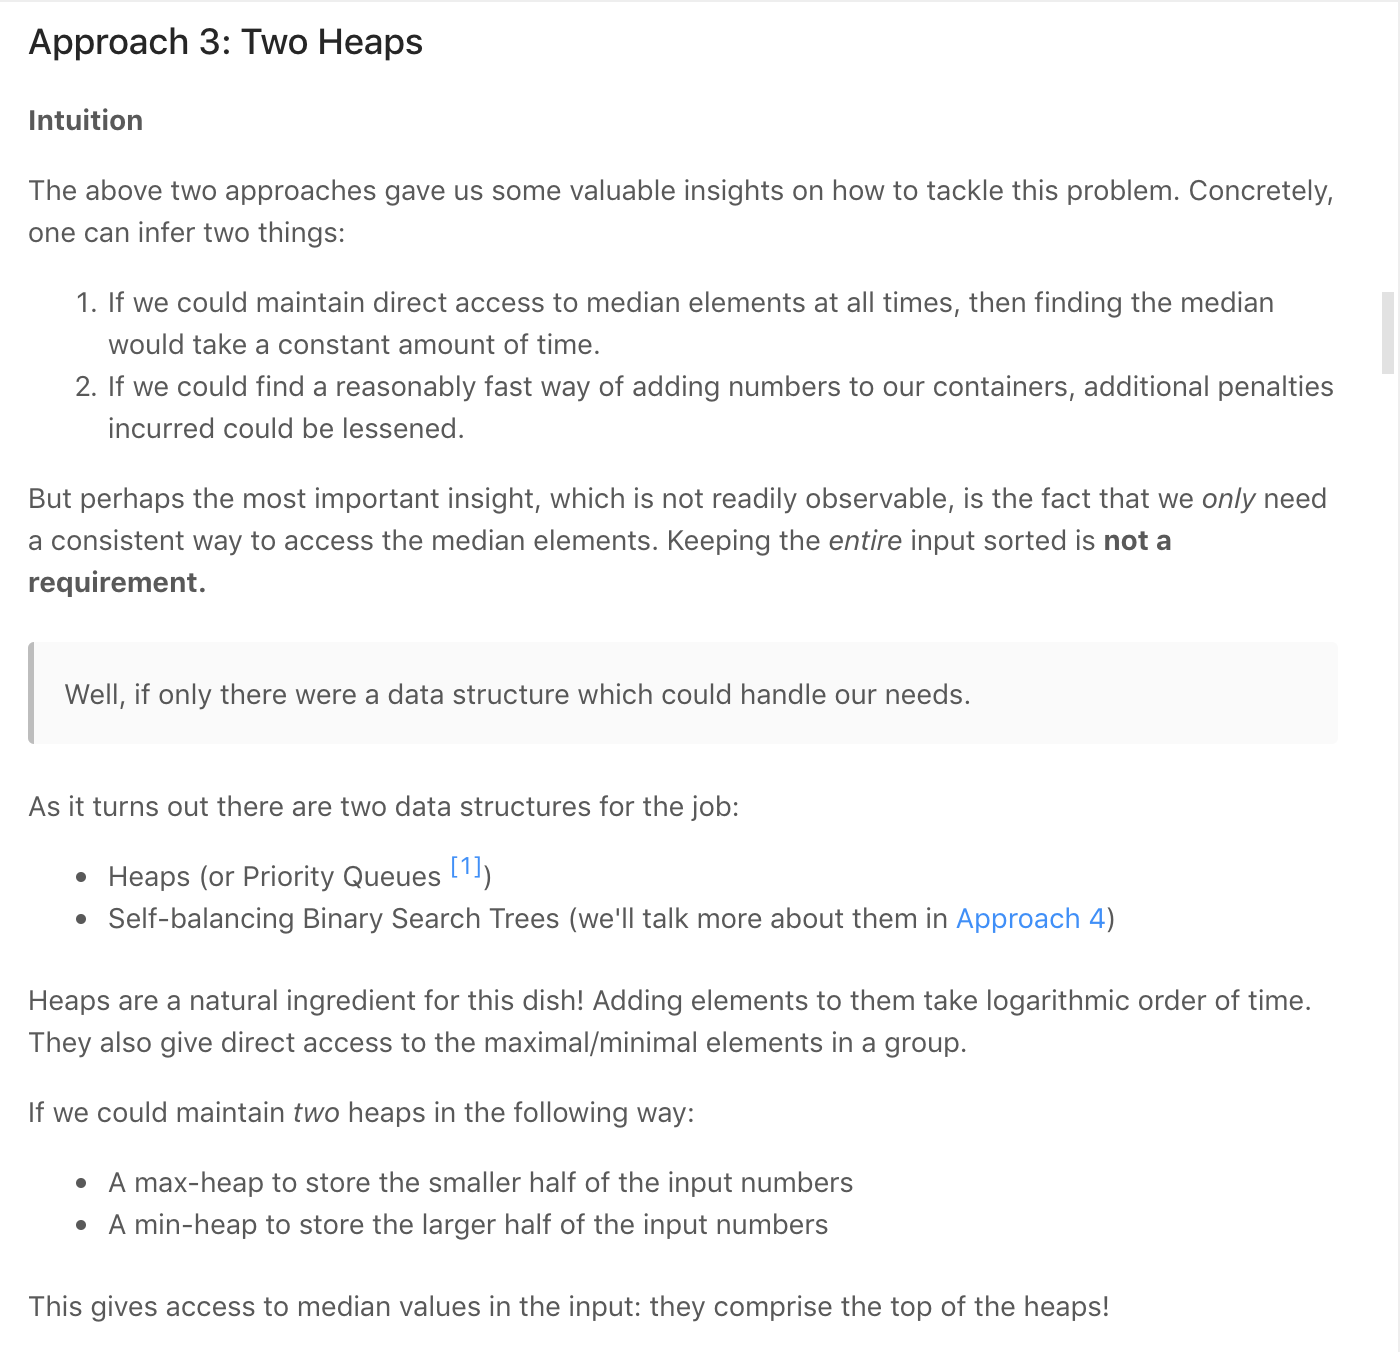 Approach 3: Two Heaps
Intuition
The above two approaches gave us some valuable insights on how to tackle this problem. Concretely,
one can infer two things:
1. If we could maintain direct access to median elements at all times, then finding the median
would take a constant amount of time.
2. If we could find a reasonably fast way of adding numbers to our containers, additional penalties
incurred could be lessened.
But perhaps the most important insight, which is not readily observable, is the fact that we only need
a consistent way to access the median elements. Keeping the entire input sorted is not a
requirement.
Well, if only there were a data structure which could handle our needs.
As it turns out there are two data structures for the job:
• Heaps (or Priority Queues [1])
• Self-balancing Binary Search Trees (we'll talk more about them in Approach 4)
Heaps are a natural ingredient for this dish! Adding elements to them take logarithmic order of time.
They also give direct access to the maximal/minimal elements in a group.
If we could maintain two heaps in the following way:
• A max-heap to store the smaller half of the input numbers
• A min-heap to store the larger half of the input numbers
This gives access to median values in the input: they comprise the top of the heaps!